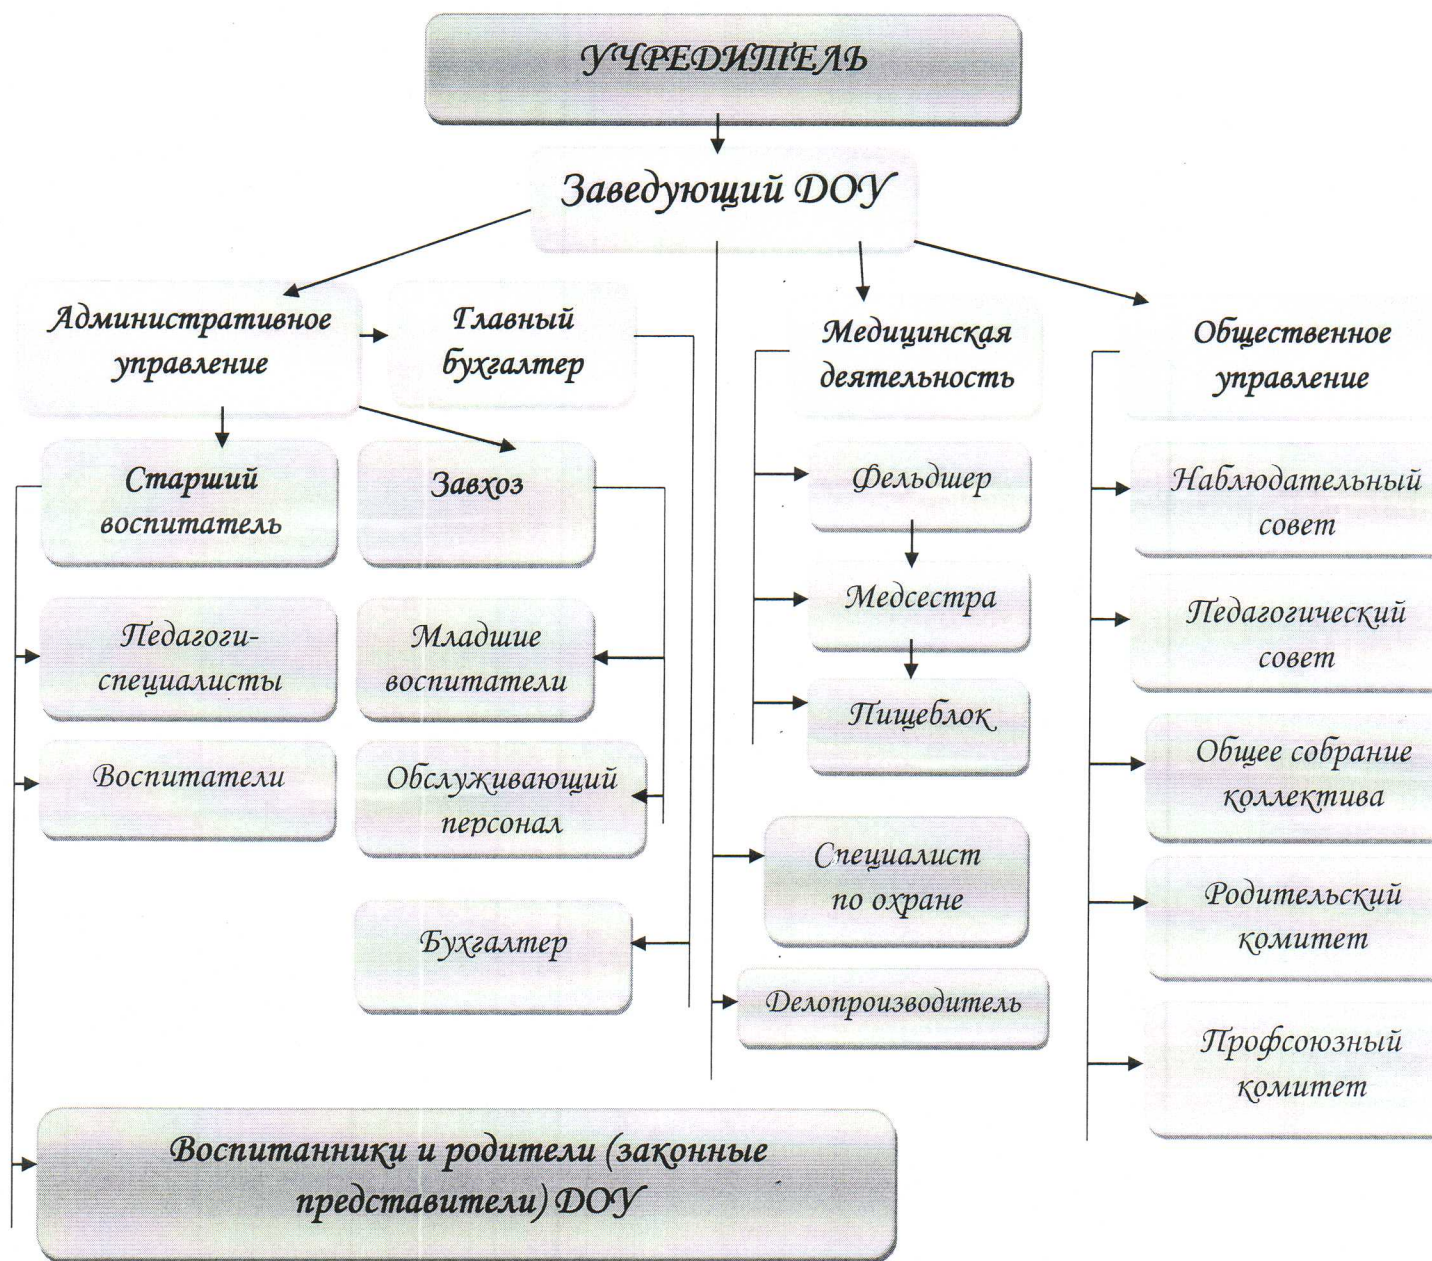 УЧРЕДИТЕЛЬ
Заведующий ДОУ
Административное
управление
Главный
бухгалтер
Медицинская
деятельность
Общественное
управление
Старший
воспитатель
Завхоз
Фельдшер
Наблюдательный
совет
Педагоги-
специалисты
Младшие
воспитатели
Медсестра
Педагогический
совет
Воспитатели
Обслуживающий
персонал
Пищеблок
Общее собрание
коллектива
Бухгалтер
Специалист
по охране
Родительский
комитет
Делопроизводитель
Профсоюзный
комитет
Воспитанники и родители (законные
представители) ДОУ